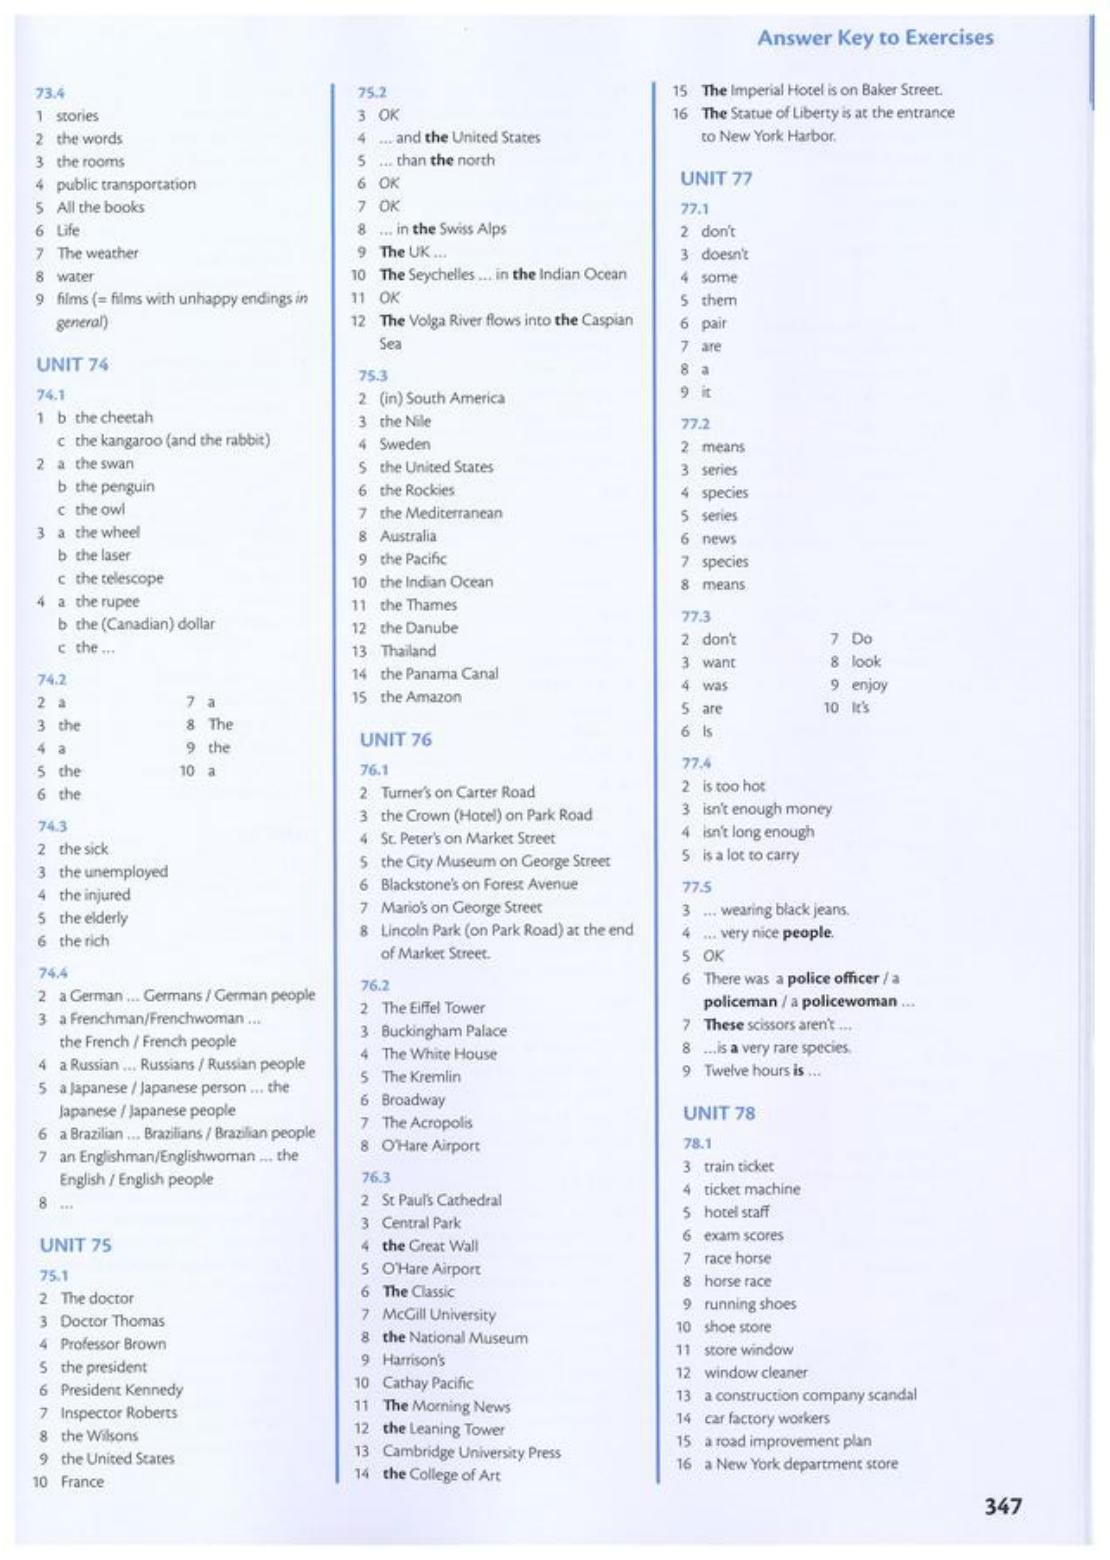 Answer Key to Exercises
73.4
1 stories
2 the words
3 the rooms
4 public transportation
5 All the books
6 Life
7 The weather
8 water
9 films (= films with unhappy endings in
general)
UNIT 74
74.1
1 b the cheetah
c the kangaroo (and the rabbit)
2 a the swan
b the penguin
c the owl
3 a the wheel
b the laser
c the telescope
4 a the rupee
b the (Canadian) dollar
c the ...
74.2
2 a 7 a
3 the 8 The
4 a 9 the
5 the 10 a
6 the
74.3
2 the sick
3 the unemployed
4 the injured
5 the elderly
6 the rich
74.4
2 a German ... Germans / German people
3 a Frenchman/Frenchwoman ...
the French / French people
4 a Russian ... Russians / Russian people
5 a Japanese / Japanese person ... the
Japanese / Japanese people
6 a Brazilian ... Brazilians / Brazilian people
7 an Englishman/Englishwoman ... the
English / English people
8 ...
UNIT 75
75.1
2 The doctor
3 Doctor Thomas
4 Professor Brown
5 the president
6 President Kennedy
7 Inspector Roberts
8 the Wilsons
9 the United States
10 France
75.2
3 OK
4 ... and the United States
5 ... than the north
6 OK
7 OK
8 ... in the Swiss Alps
9 The UK ...
10 The Seychelles ... in the Indian Ocean
11 OK
12 The Volga River flows into the Caspian
Sea
75.3
2 (in) South America
3 the Nile
4 Sweden
5 the United States
6 the Rockies
7 the Mediterranean
8 Australia
9 the Pacific
10 the Indian Ocean
11 the Thames
12 the Danube
13 Thailand
14 the Panama Canal
15 the Amazon
UNIT 76
76.1
2 Turner's on Carter Road
3 the Crown (Hotel) on Park Road
4 St. Peter's on Market Street
5 the City Museum on George Street
6 Blackstone's on Forest Avenue
7 Mario's on George Street
8 Lincoln Park (on Park Road) at the end
of Market Street.
76.2
2 The Eiffel Tower
3 Buckingham Palace
4 The White House
5 The Kremlin
6 Broadway
7 The Acropolis
8 O'Hare Airport
76.3
2 St Paul's Cathedral
3 Central Park
4 the Great Wall
5 O'Hare Airport
6 The Classic
7 McGill University
8 the National Museum
9 Harrison's
10 Cathay Pacific
11 The Morning News
12 the Leaning Tower
13 Cambridge University Press
14 the College of Art
15 The Imperial Hotel is on Baker Street.
16 The Statue of Liberty is at the entrance
to New York Harbor.
UNIT 77
77.1
2 don't
3 doesn't
4 some
5 them
6 pair
7 are
8 a
9 it
77.2
2 means
3 series
4 species
5 series
6 news
7 species
8 means
77.3
2 don't 7 Do
3 want 8 look
4 was 9 enjoy
5 are 10 It's
6 Is
77.4
2 is too hot
3 isn't enough money
4 isn't long enough
5 is a lot to carry
77.5
3 ... wearing black jeans.
4 ... very nice people.
5 OK
6 There was a police officer / a
policeman / a policewoman ...
7 These scissors aren't ...
8 ...is a very rare species.
9 Twelve hours is ...
UNIT 78
78.1
3 train ticket
4 ticket machine
5 hotel staff
6 exam scores
7 race horse
8 horse race
9 running shoes
10 shoe store
11 store window
12 window cleaner
13 a construction company scandal
14 car factory workers
15 a road improvement plan
16 a New York department store
347